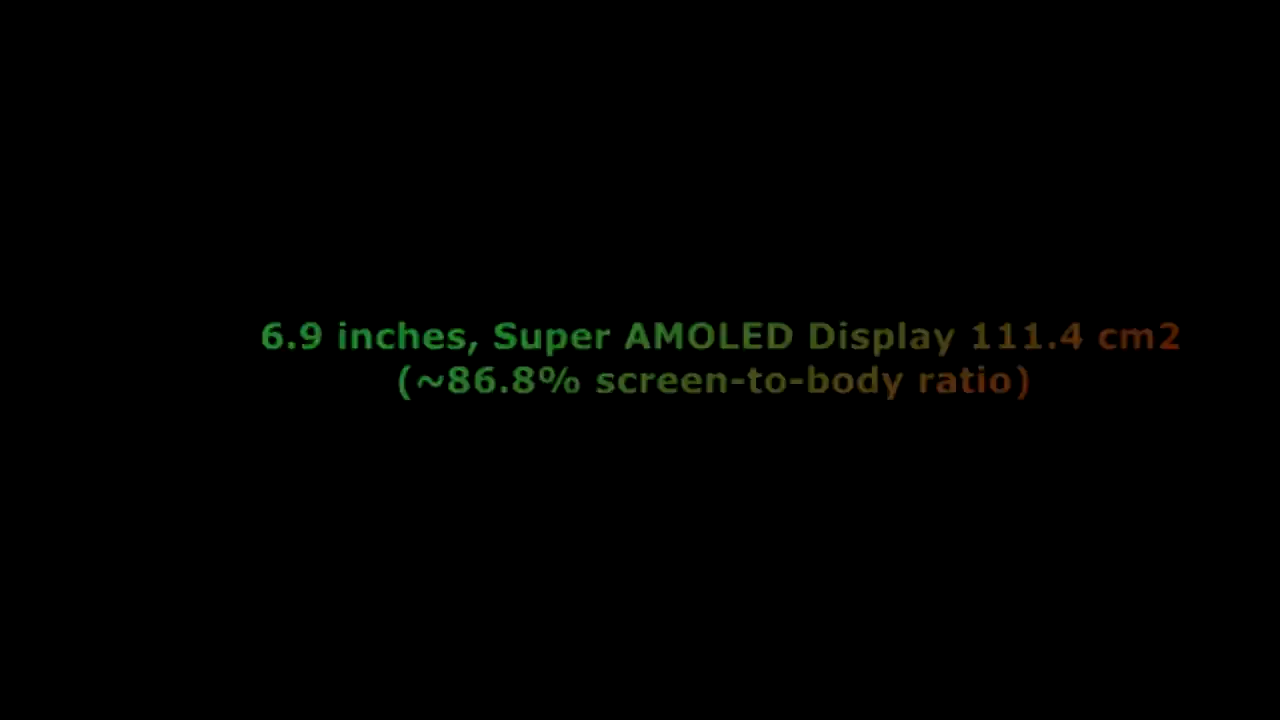 6.9 inches, Super AMOLED Display 111.4 cm2
(~86.8% screen-to-body ratio)